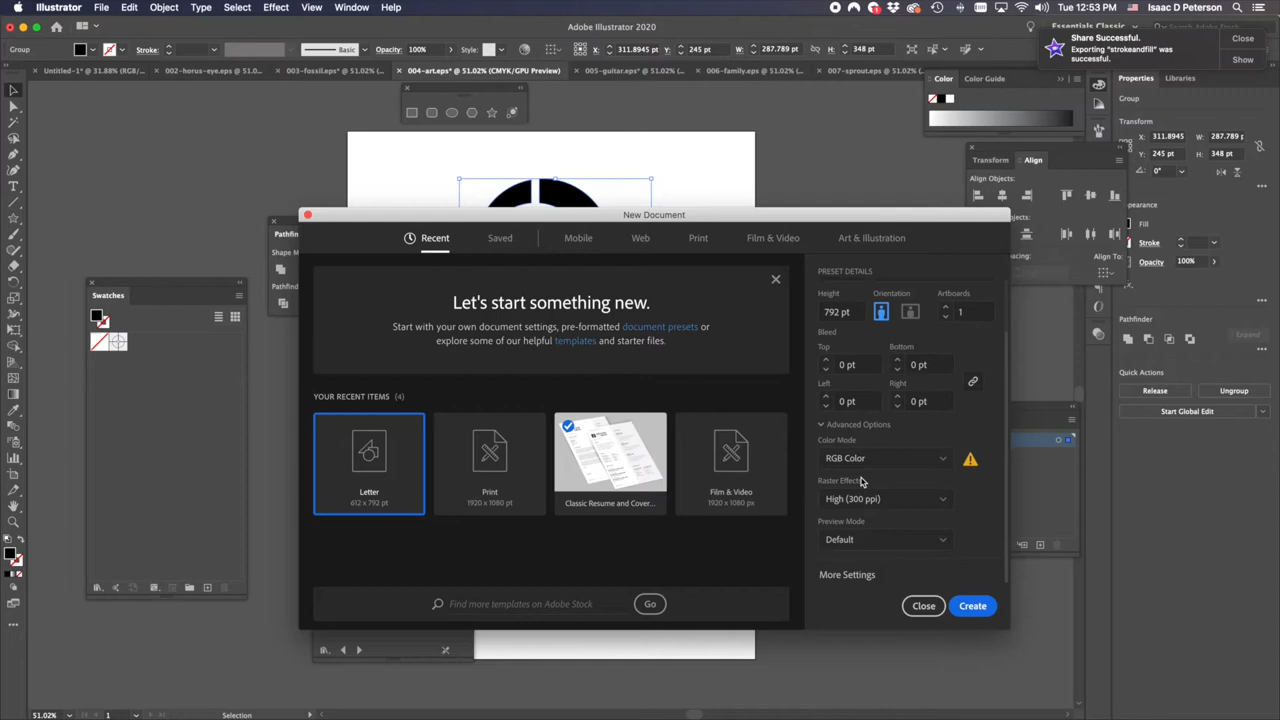 Illustrator File Edit Object Type Select Effect View Window Help
12:53 PM Isaac D Peterson
Adobe Illustrator 2020
Essentials Classic
Share Successful.
Exporting "strokeandfill" was
successful.
Close
Show
Group
Stroke:
Basic
Opacity: 100%
Style:
X: 311.8945 Y: 245 pt W: 287.789 H: 348 pt
Untitled-1* @ 31.88% (RGB/...
002-horus-eye.eps @ 51.02...
003-fossil.eps* @ 51.02% (...
004-art.eps* @ 51.02% (CMYK/GPU Preview)
005-guitar.eps* @ 51.02% (...
006-family.eps @ 51.02%...
007-sprout.eps @ 51.02% (...
Color Color Guide
Properties Libraries
Group
Transform
X: 311.8945 W: 287.789
Y: 245 pt H: 348 pt
0°
Transform Align
Align Objects:
Align To:
Appearance
Fill
Stroke
Opacity 100%
Pathfinder
Expand
Quick Actions
Release Ungroup
Start Global Edit
Swatches
Pathfin
Shape M
Pathfind
New Document
Recent Saved Mobile Web Print Film & Video Art & Illustration
Let's start something new.
Start with your own document settings, pre-formatted document presets or
explore some of our helpful templates and starter files.
YOUR RECENT ITEMS (4)
Letter
612 x 792 pt
Print
1920 x 1080 pt
Classic Resume and Cover...
Film & Video
1920 x 1080 px
Find more templates on Adobe Stock Go
PRESET DETAILS
Height Orientation Artboards
792 pt 1
Bleed
Top Bottom
0 pt 0 pt
Left Right
0 pt 0 pt
Advanced Options
Color Mode
RGB Color
Raster Effects
High (300 ppi)
Preview Mode
Default
More Settings
Close Create
51.02% 1 Selection